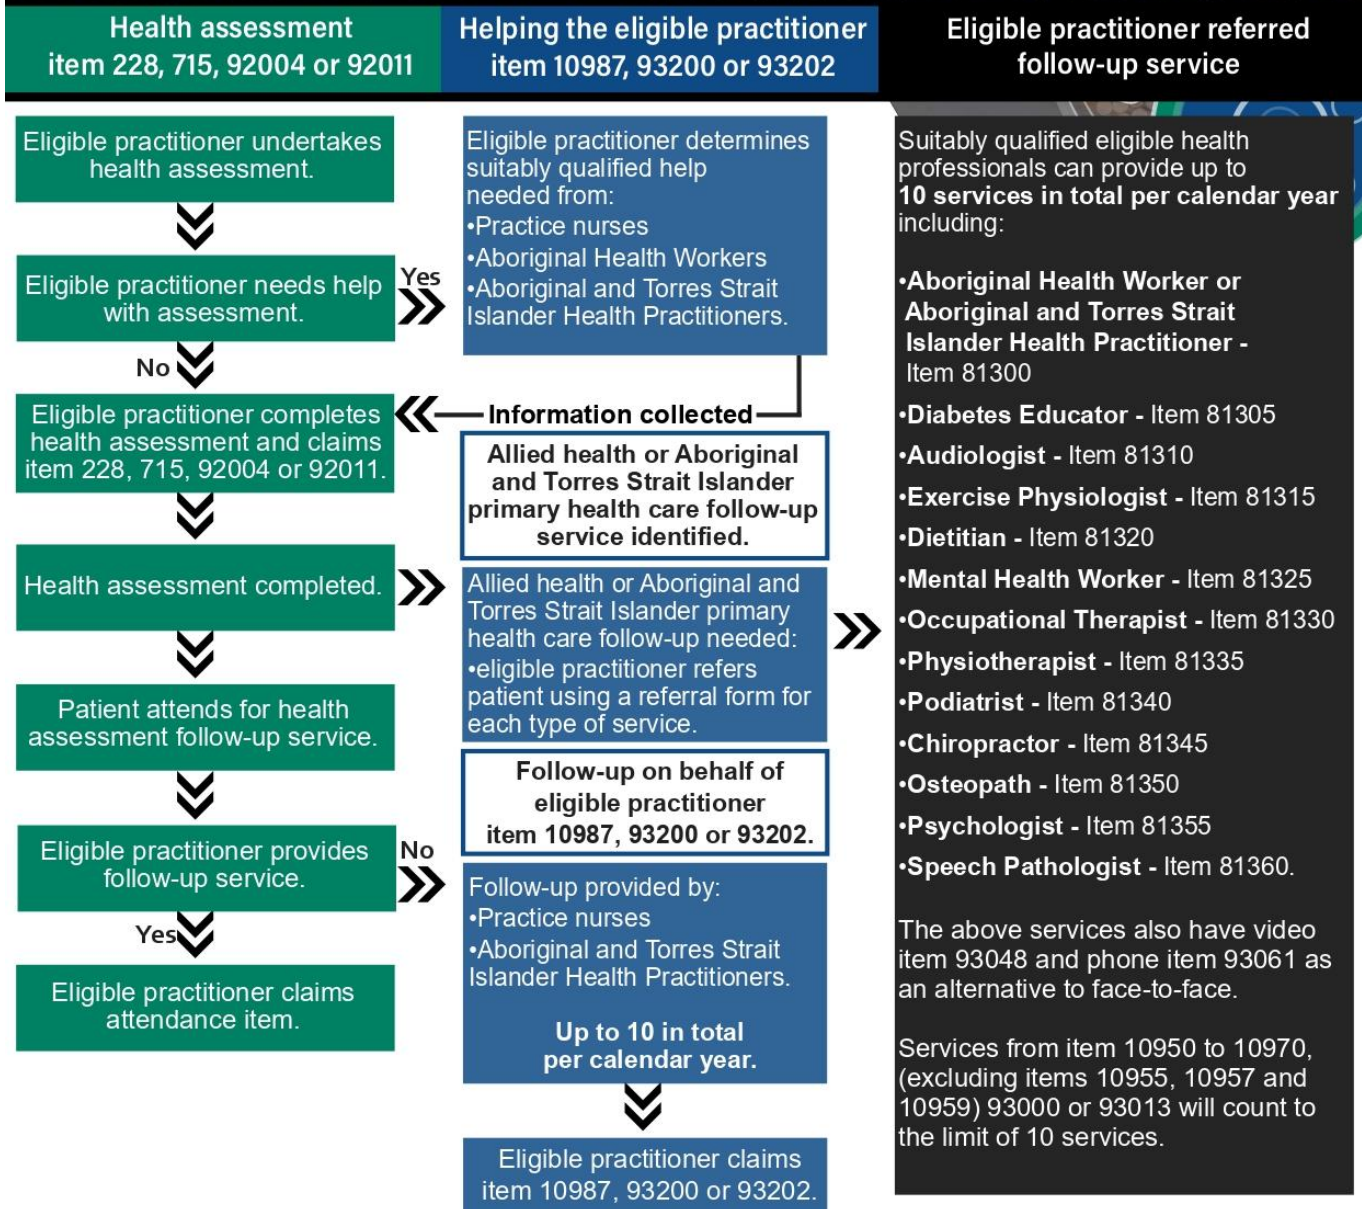 Health assessment
item 228, 715, 92004 or 92011
Helping the eligible practitioner
item 10987, 93200 or 93202
Eligible practitioner referred
follow-up service
Eligible practitioner undertakes
health assessment.
Eligible practitioner needs help
with assessment.
Yes
No
Eligible practitioner completes
health assessment and claims
item 228, 715, 92004 or 92011.
Health assessment completed.
Patient attends for health
assessment follow-up service.
Eligible practitioner provides
follow-up service.
No
Yes
Eligible practitioner claims
attendance item.
Eligible practitioner determines
suitably qualified help
needed from:
•Practice nurses
•Aboriginal Health Workers
•Aboriginal and Torres Strait
Islander Health Practitioners.
Information collected
Allied health or Aboriginal
and Torres Strait Islander
primary health care follow-up
service identified.
Allied health or Aboriginal and
Torres Strait Islander primary
health care follow-up needed:
•eligible practitioner refers
patient using a referral form for
each type of service.
Follow-up on behalf of
eligible practitioner
item 10987, 93200 or 93202.
Follow-up provided by:
•Practice nurses
•Aboriginal and Torres Strait
Islander Health Practitioners.
Up to 10 in total
per calendar year.
Eligible practitioner claims
item 10987, 93200 or 93202.
Suitably qualified eligible health
professionals can provide up to
10 services in total per calendar year
including:
•Aboriginal Health Worker or
Aboriginal and Torres Strait
Islander Health Practitioner -
Item 81300
•Diabetes Educator - Item 81305
•Audiologist - Item 81310
•Exercise Physiologist - Item 81315
•Dietitian - Item 81320
•Mental Health Worker - Item 81325
•Occupational Therapist - Item 81330
•Physiotherapist - Item 81335
•Podiatrist - Item 81340
•Chiropractor - Item 81345
•Osteopath - Item 81350
•Psychologist - Item 81355
•Speech Pathologist - Item 81360.
The above services also have video
item 93048 and phone item 93061 as
an alternative to face-to-face.
Services from item 10950 to 10970,
(excluding items 10955, 10957 and
10959) 93000 or 93013 will count to
the limit of 10 services.